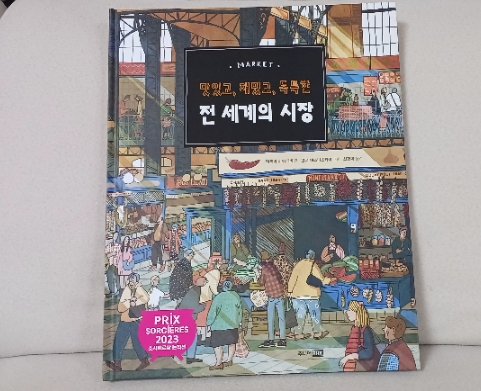 MARKET
맛있고, 재밌고, 독특한
전 세계의 시장
PRIX
SORCIÈRES
2023